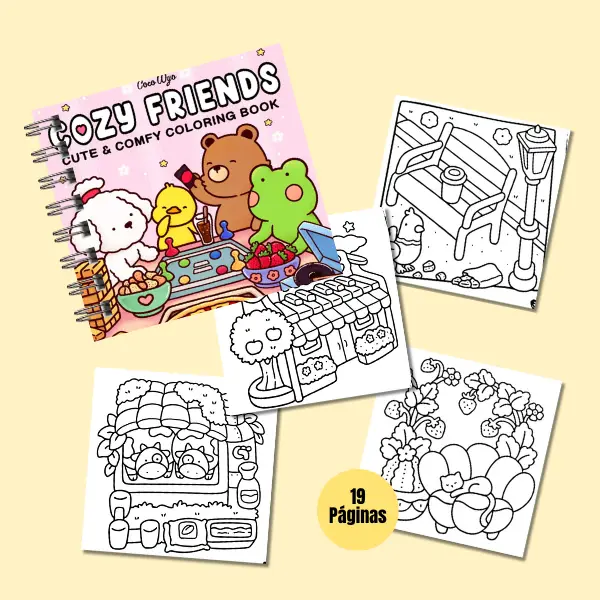 Coco Wyo
COZY FRIENDS
CUTE & COMFY COLORING BOOK
19
Páginas